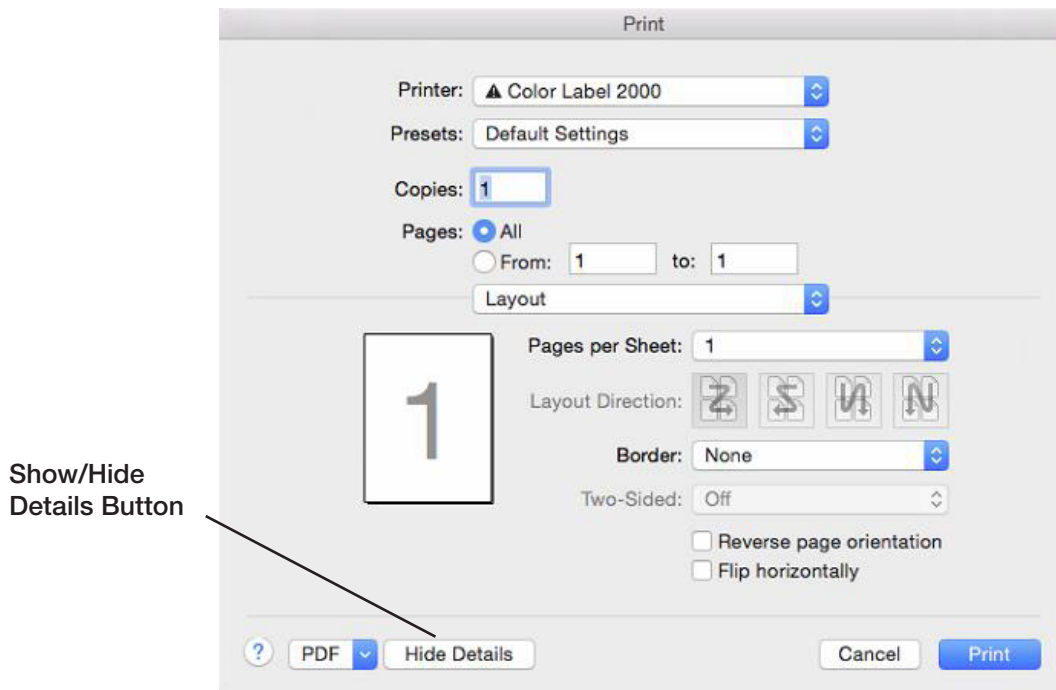 Print
Printer: Color Label 2000
Presets: Default Settings
Copies: 1
Pages: All
From: 1 to: 1
Layout
1
Pages per Sheet: 1
Layout Direction:
Border: None
Two-Sided: Off
Reverse page orientation
Flip horizontally
Show/Hide
Details Button
? PDF Hide Details Cancel Print